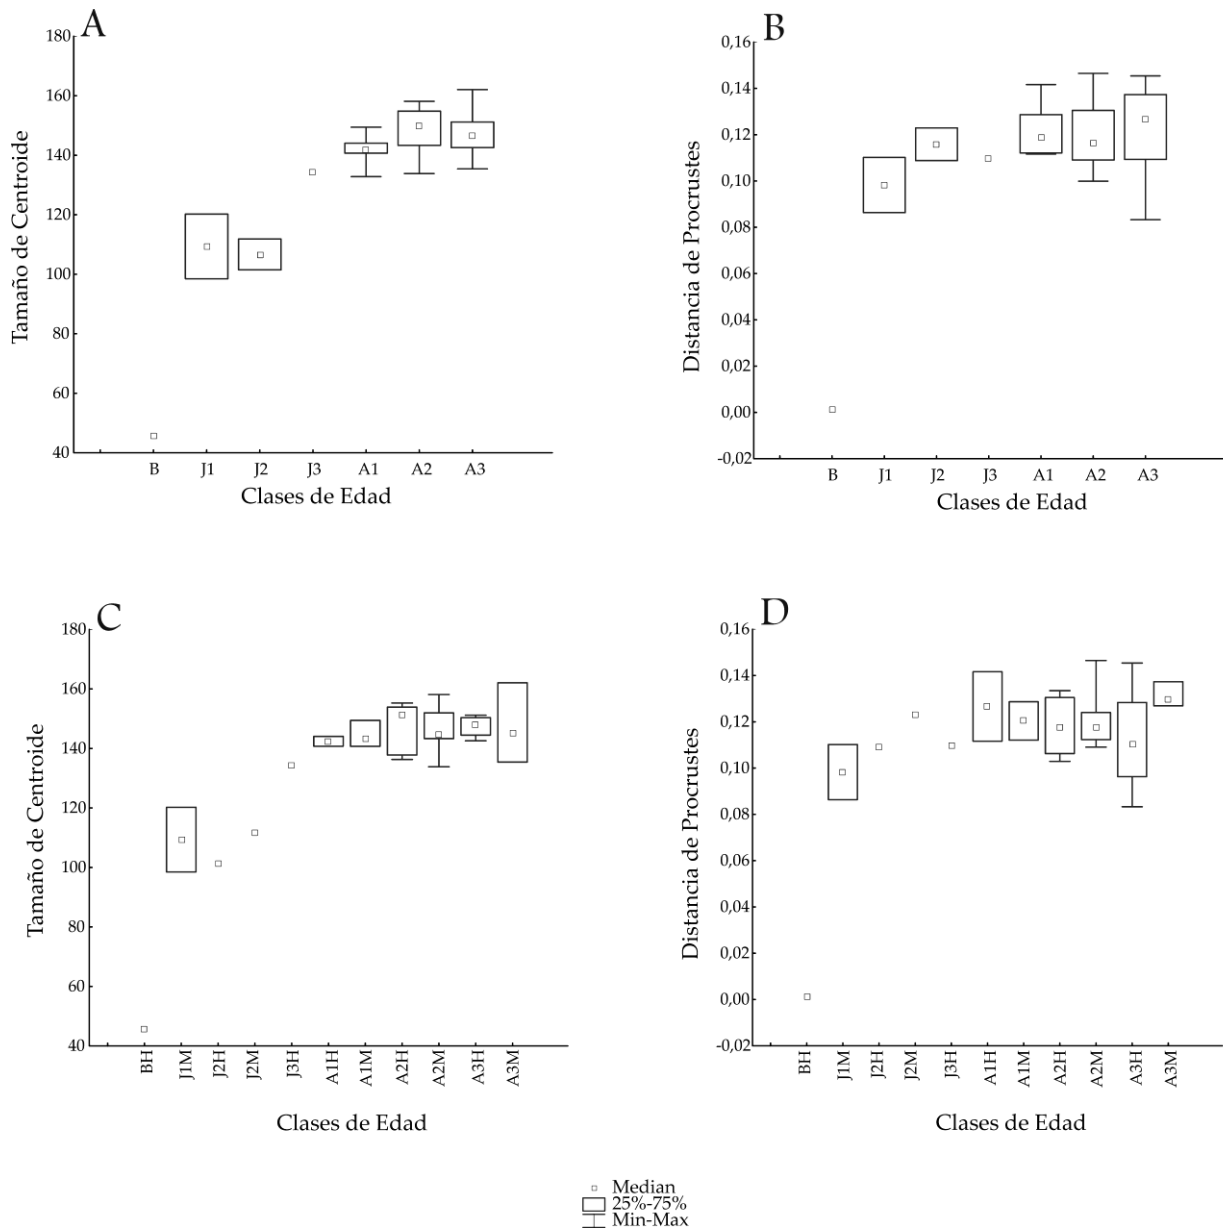 A
180
160
140
120
100
80
60
40
Tamaño de Centroide
B J1 J2 J3 A1 A2 A3
Clases de Edad
B
0,16
0,14
0,12
0,10
0,08
0,06
0,04
0,02
0,00
-0,02
Distancia de Procrustes
B J1 J2 J3 A1 A2 A3
Clases de Edad
C
180
160
140
120
100
80
60
40
Tamaño de Centroide
BH J1M J2H J2M J3H A1H A1M A2H A2M A3H A3M
Clases de Edad
D
0,16
0,14
0,12
0,10
0,08
0,06
0,04
0,02
0,00
-0,02
Distancia de Procrustes
BH J1M J2H J2M J3H A1H A1M A2H A2M A3H A3M
Clases de Edad
Median
25%-75%
Min-Max